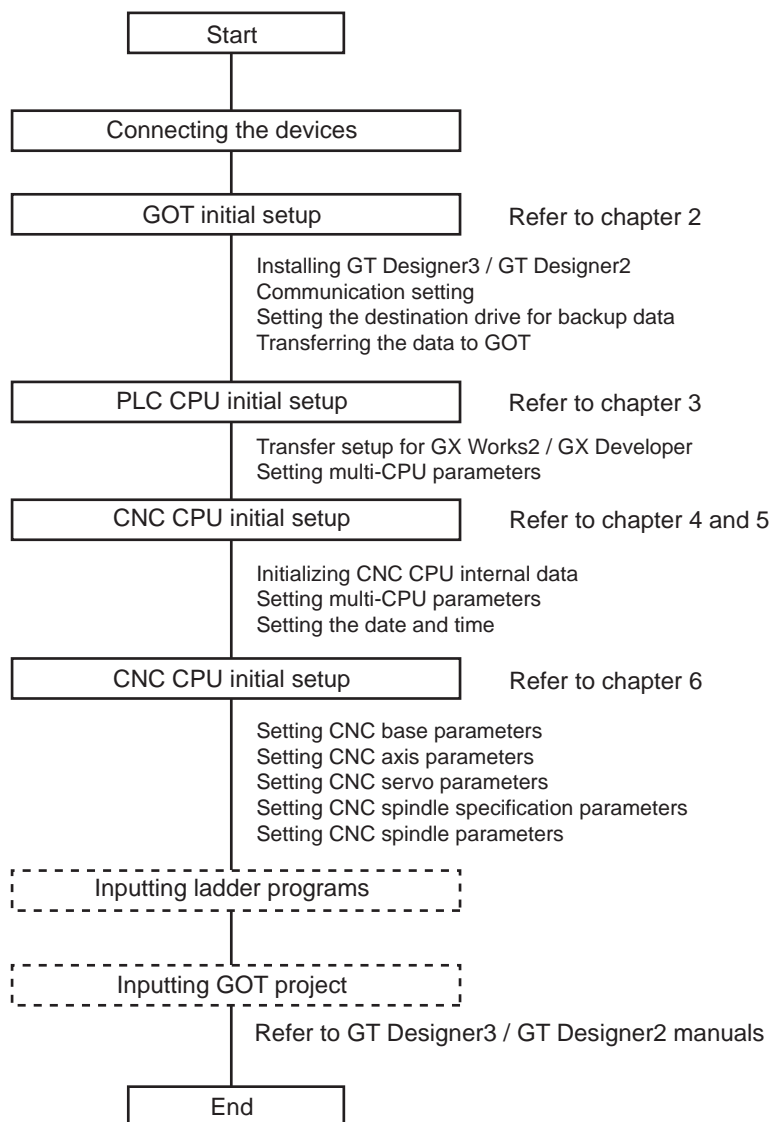 Start
Connecting the devices
GOT initial setup
Refer to chapter 2
Installing GT Designer3 / GT Designer2
Communication setting
Setting the destination drive for backup data
Transferring the data to GOT
PLC CPU initial setup
Refer to chapter 3
Transfer setup for GX Works2 / GX Developer
Setting multi-CPU parameters
CNC CPU initial setup
Refer to chapter 4 and 5
Initializing CNC CPU internal data
Setting multi-CPU parameters
Setting the date and time
CNC CPU initial setup
Refer to chapter 6
Setting CNC base parameters
Setting CNC axis parameters
Setting CNC servo parameters
Setting CNC spindle specification parameters
Setting CNC spindle parameters
Inputting ladder programs
Inputting GOT project
Refer to GT Designer3 / GT Designer2 manuals
End